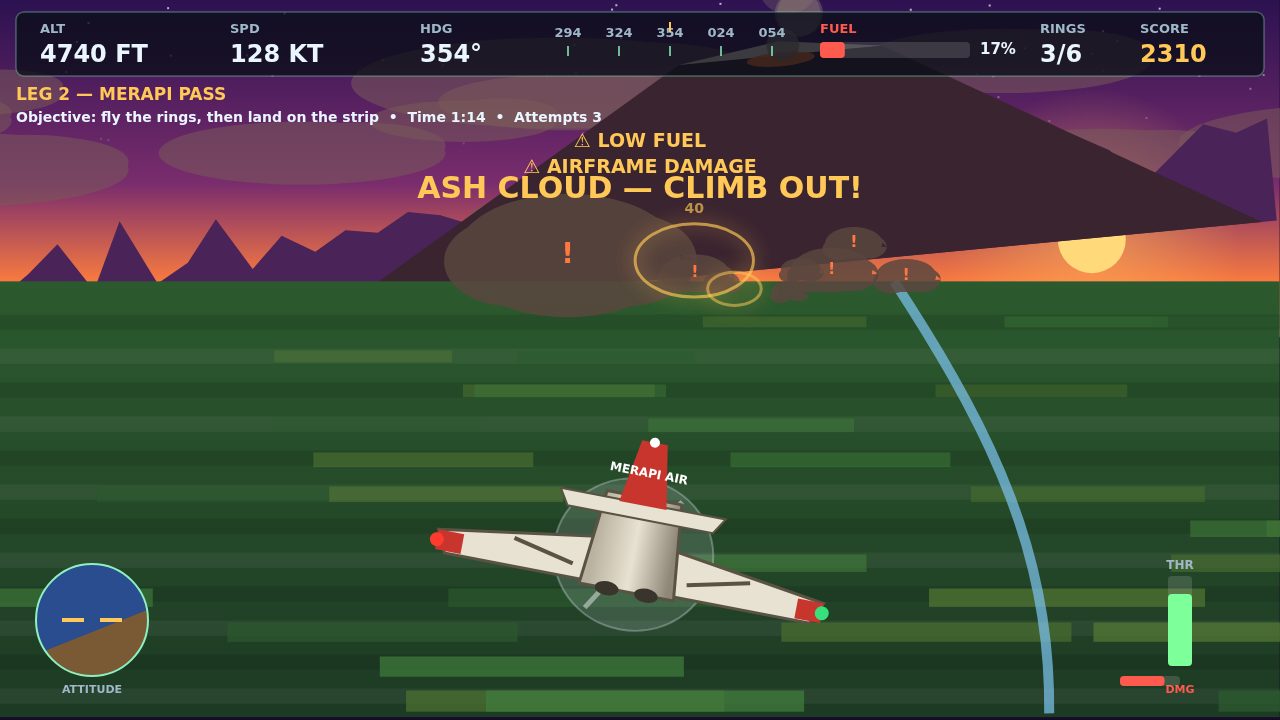 ALT
4740 FT
SPD
128 KT
HDG
354°
294 324 354 024 054
FUEL
17%
RINGS
3/6
SCORE
2310
LEG 2 — MERAPI PASS
Objective: fly the rings, then land on the strip • Time 1:14 • Attempts 3
⚠ LOW FUEL
⚠ AIRFRAME DAMAGE
ASH CLOUD — CLIMB OUT!
40
!
!
!
!
!
MERAPI AIR
THR
DMG
ATTITUDE